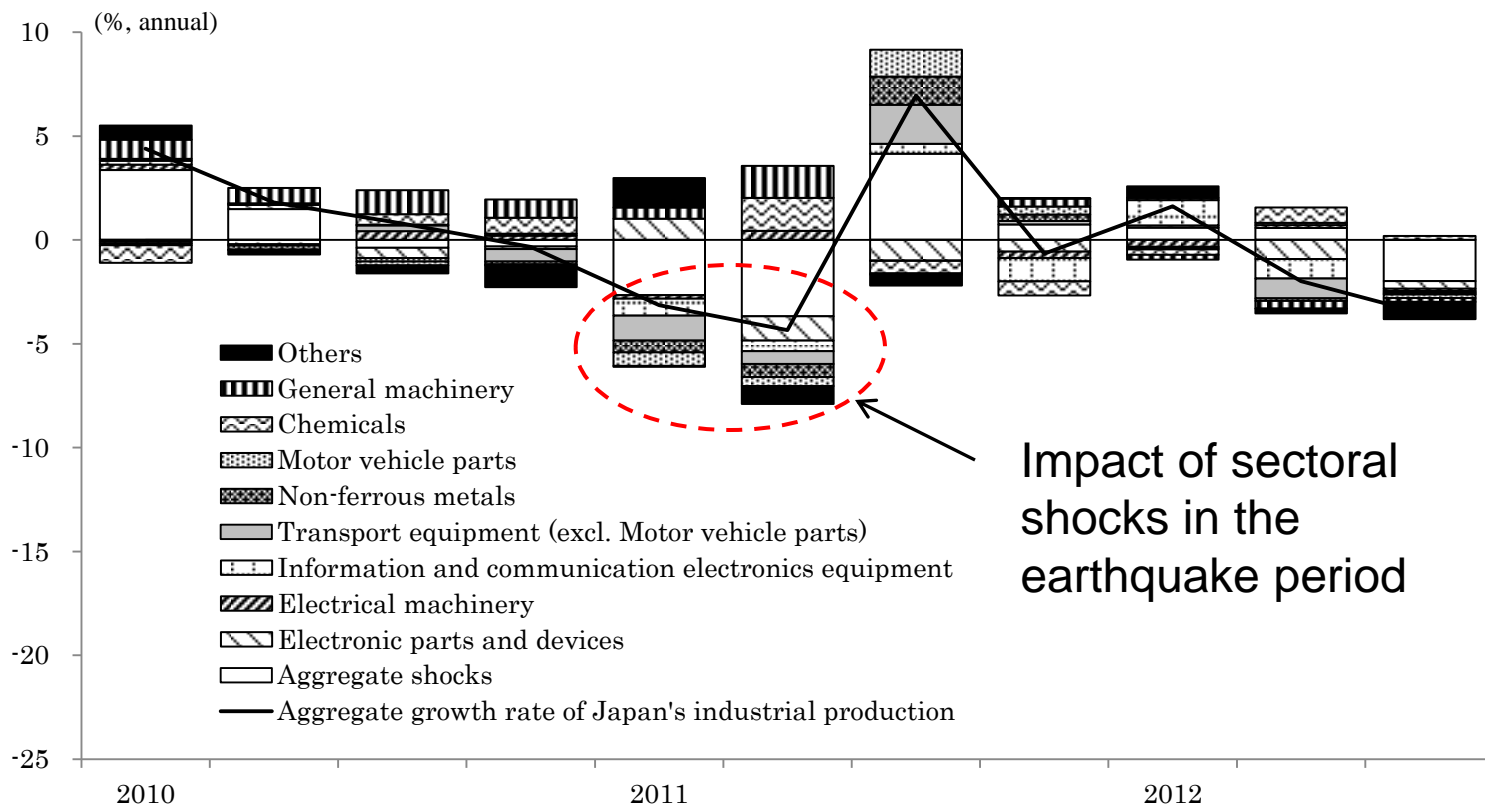 (%, annual)
10
5
0
-5
-10
-15
-20
-25
Others
General machinery
Chemicals
Motor vehicle parts
Non-ferrous metals
Transport equipment (excl. Motor vehicle parts)
Information and communication electronics equipment
Electrical machinery
Electronic parts and devices
Aggregate shocks
Aggregate growth rate of Japan's industrial production
Impact of sectoral
shocks in the
earthquake period
2010
2011
2012